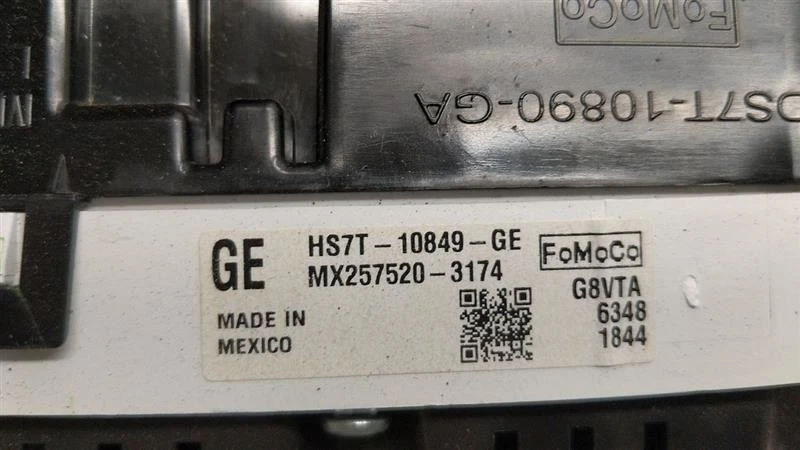 FoMoCo
DS7T-10890-GA
M
GE
HS7T-10849-GE
MX257520-3174
FoMoCo
G8VTA
6348
1844
MADE IN
MEXICO